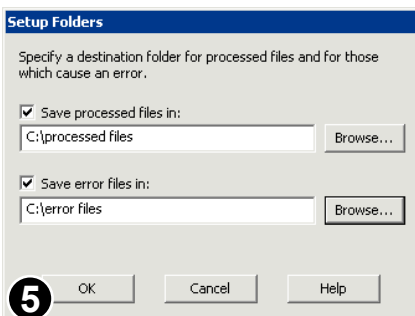 Setup Folders
Specify a destination folder for processed files and for those
which cause an error.
Save processed files in:
C:\processed files
Browse...
Save error files in:
C:\error files
Browse...
5
OK
Cancel
Help